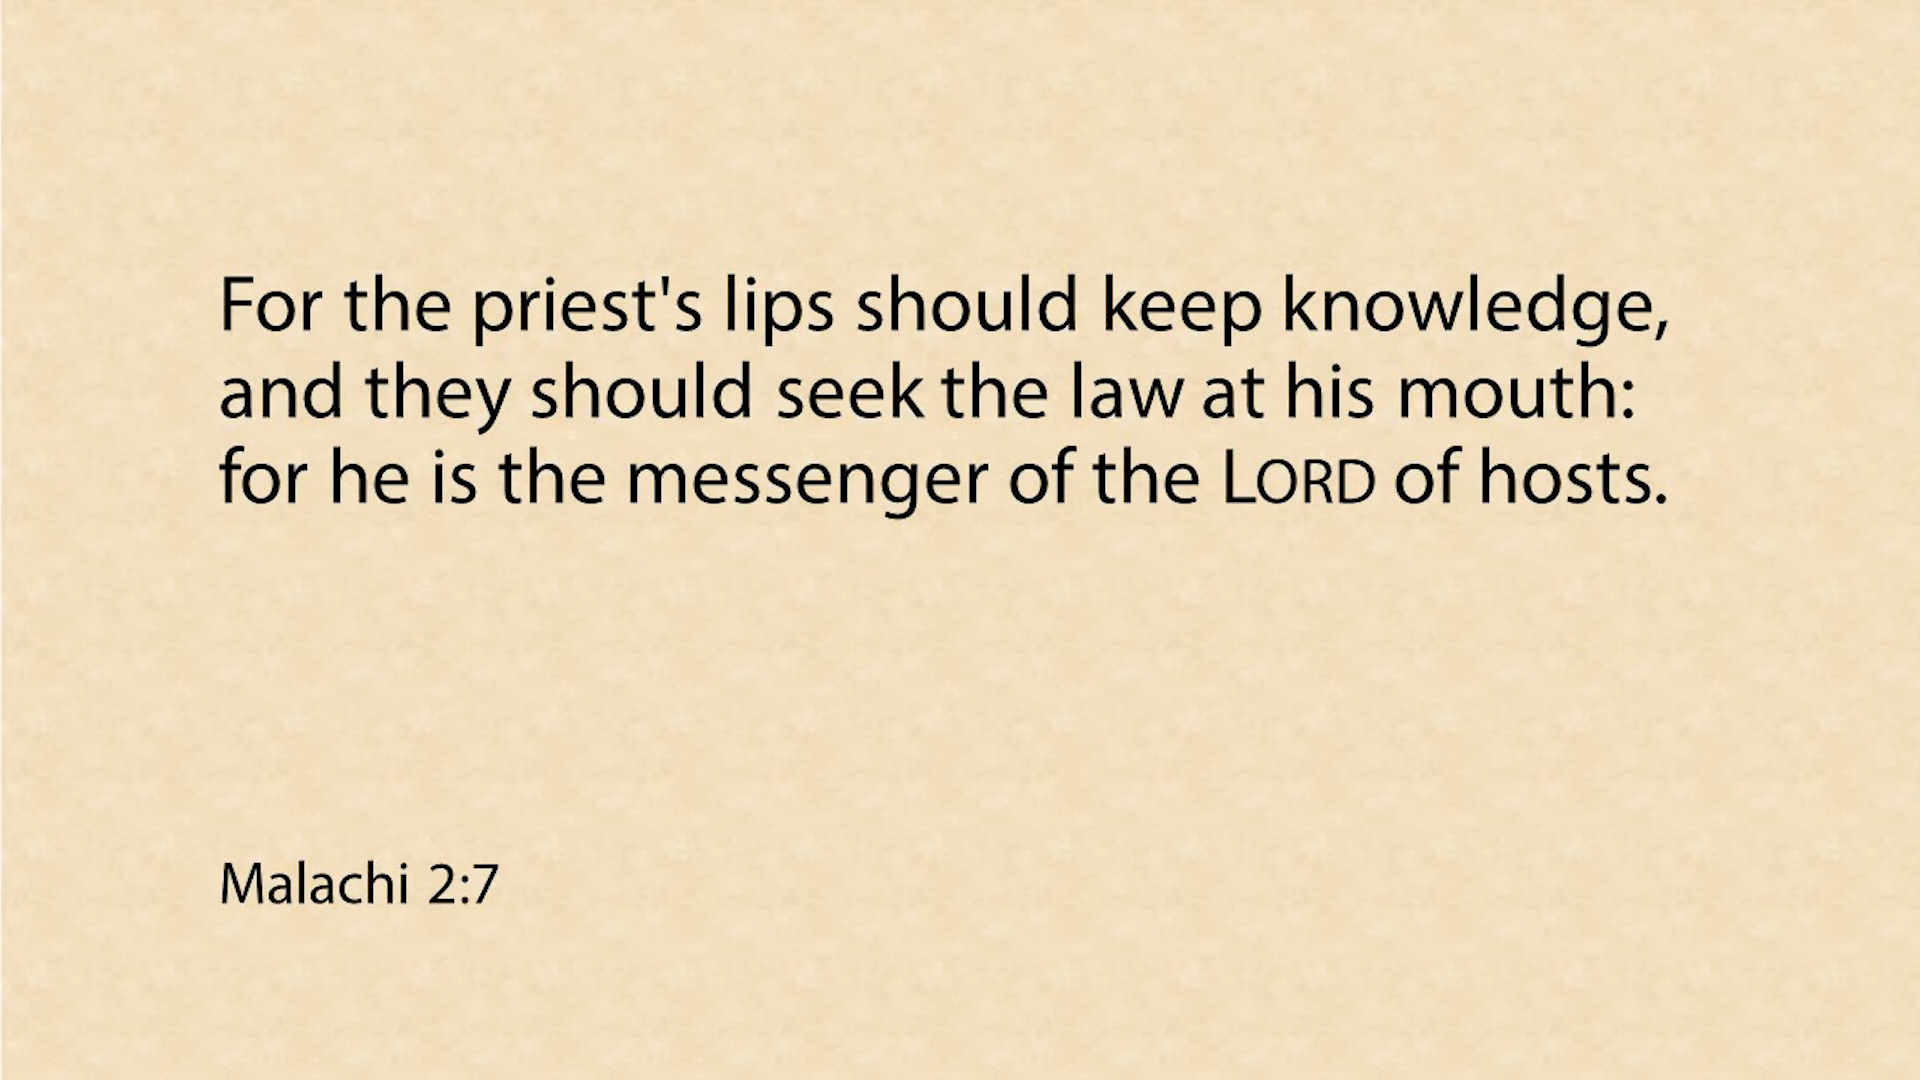 For the priest's lips should keep knowledge,
and they should seek the law at his mouth:
for he is the messenger of the LORD of hosts.
Malachi 2:7